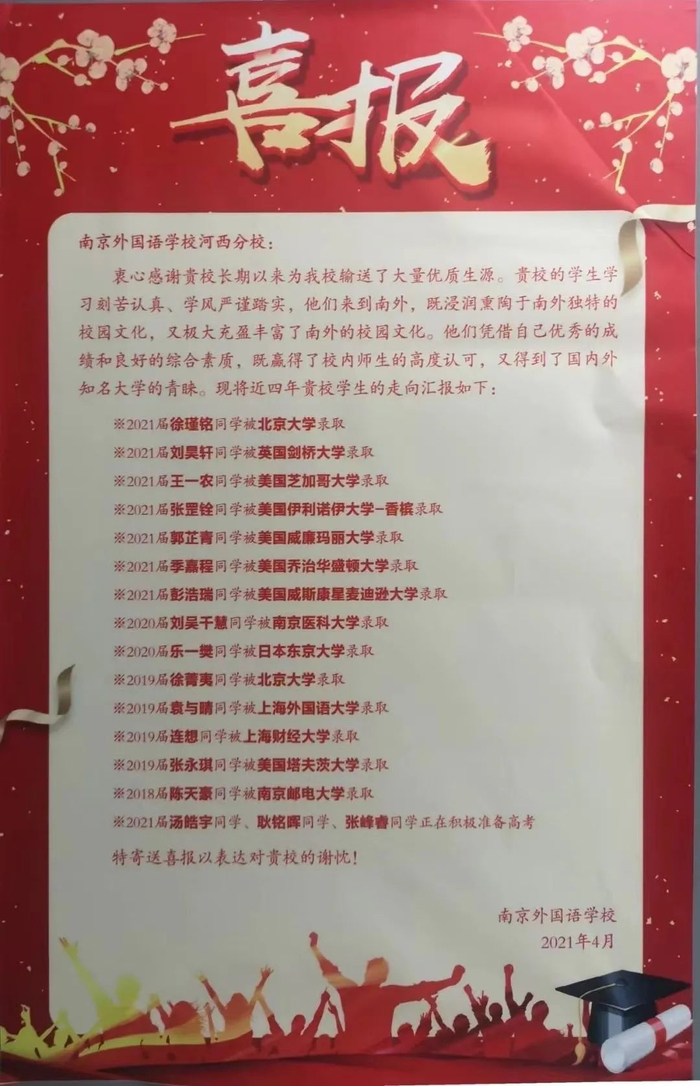 喜报
南京外国语学校河西分校：
衷心感谢贵校长期以来为我校输送了大量优质生源。贵校的学生学
习刻苦认真、学风严谨踏实，他们来到南外，既浸润熏陶于南外独特的
校园文化，又极大充盈丰富了南外的校园文化。他们凭借自己优秀的成
绩和良好的综合素质，既赢得了校内师生的高度认可，又得到了国内外
知名大学的青睐。现将近四年贵校学生的走向汇报如下：
※2021届徐瑾铭同学被北京大学录取
※2021届刘昊轩同学被英国剑桥大学录取
※2021届王一农同学被美国芝加哥大学录取
※2021届张罡铨同学被美国伊利诺伊大学-香槟录取
※2021届郭芷青同学被美国威廉玛丽大学录取
※2021届季嘉程同学被美国乔治华盛顿大学录取
※2021届彭浩瑞同学被美国威斯康星麦迪逊大学录取
※2020届刘吴干慧同学被南京医科大学录取
※2020届乐一樊同学被日本东京大学录取
※2019届徐菁夷同学被北京大学录取
※2019届袁与晴同学被上海外国语大学录取
※2019届连想同学被上海财经大学录取
※2019届张永琪同学被美国塔夫茨大学录取
※2018届陈天豪同学被南京邮电大学录取
※2021届汤皓宇同学、耿铭晖同学、张峰睿同学正在积极准备高考
特寄送喜报以表达对贵校的谢忱！
南京外国语学校
2021年4月